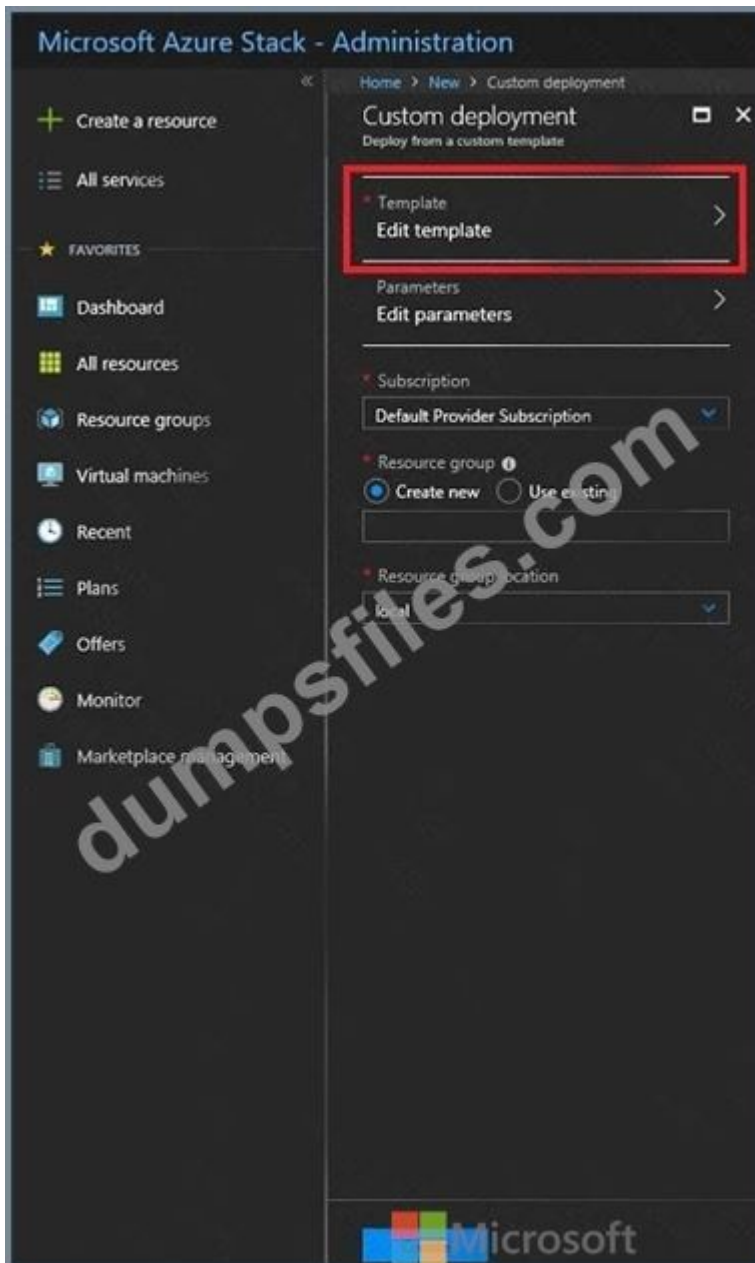 Microsoft Azure Stack - Administration
«
Home > New > Custom deployment
Custom deployment
Deploy from a custom template
Create a resource
All services
FAVORITES
Dashboard
All resources
Resource groups
Virtual machines
Recent
Plans
Offers
Monitor
Marketplace management
* Template
Edit template
Parameters
Edit parameters
* Subscription
Default Provider Subscription
* Resource group
Create new Use existing
* Resource group location
local
dumpsfiles.com
Microsoft